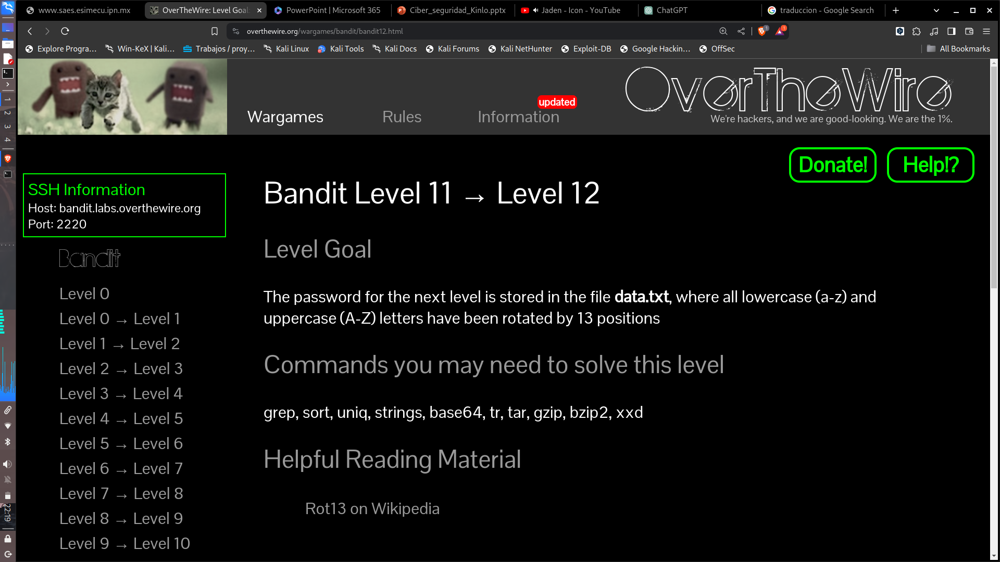 www.saes.esimecu.ipn.mx
OverTheWire: Level Goal
PowerPoint | Microsoft 365
Ciber_seguridad_Kinlo.pptx
Jaden - Icon - YouTube
ChatGPT
traduccion - Google Search
overthewire.org/wargames/bandit/bandit12.html
1
1
Explore Progra...
Win-KeX | Kali...
Trabajos / proy...
Kali Linux
Kali Tools
Kali Docs
Kali Forums
Kali NetHunter
Exploit-DB
Google Hackin...
OffSec
All Bookmarks
1
2
3
4
22:19
Wargames
Rules
Information
updated
OverTheWire
We're hackers, and we are good-looking. We are the 1%.
Donate!
Help!?
SSH Information
Host: bandit.labs.overthewire.org
Port: 2220
Bandit
Level 0
Level 0 → Level 1
Level 1 → Level 2
Level 2 → Level 3
Level 3 → Level 4
Level 4 → Level 5
Level 5 → Level 6
Level 6 → Level 7
Level 7 → Level 8
Level 8 → Level 9
Level 9 → Level 10
Bandit Level 11 → Level 12
Level Goal
The password for the next level is stored in the file data.txt, where all lowercase (a-z) and
uppercase (A-Z) letters have been rotated by 13 positions
Commands you may need to solve this level
grep, sort, uniq, strings, base64, tr, tar, gzip, bzip2, xxd
Helpful Reading Material
Rot13 on Wikipedia